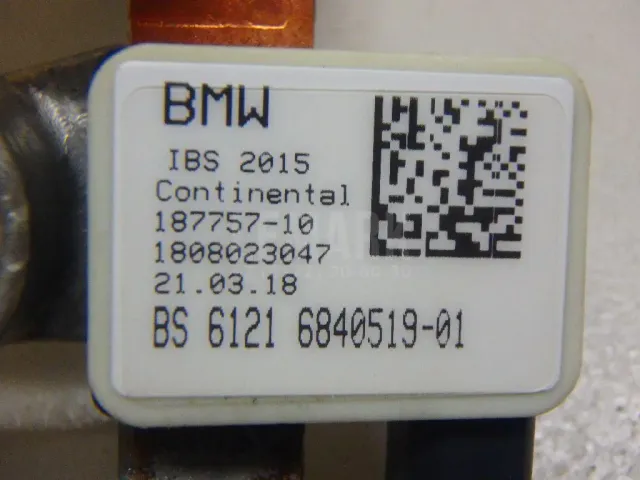 BMW
IBS 2015
Continental
187757-10
1808023047
21.03.18
BS 6121 6840519-01